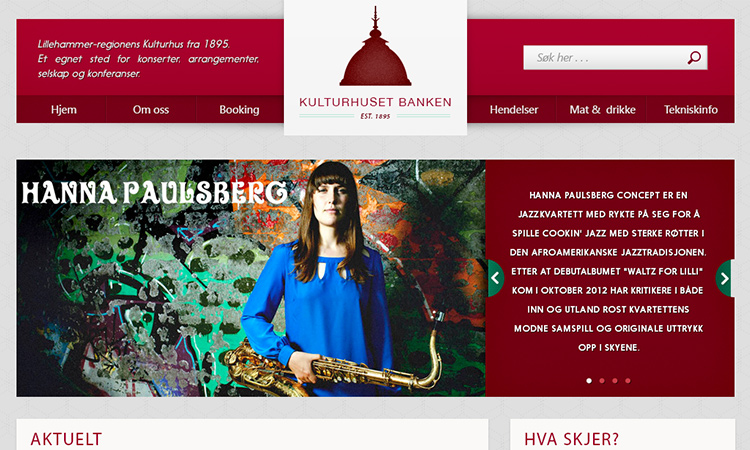 Lillehammer-regionens Kulturhus fra 1895.
Et egnet sted for konserter, arrangementer,
selskap og konferanser.
KULTURHUSET BANKEN
EST. 1895
Søk her . . .
Hjem
Om oss
Booking
Hendelser
Mat & drikke
Tekniskinfo
HANNA PAULSBERG
HANNA PAULSBERG CONCEPT ER EN
JAZZKVARTETT MED RYKTE PÅ SEG FOR Å
SPILLE COOKIN' JAZZ MED STERKE RØTTER I
DEN AFROAMERIKANSKE JAZZTRADISJONEN.
ETTER AT DEBUTALBUMET "WALTZ FOR LILLI"
KOM I OKTOBER 2012 HAR KRITIKERE I BÅDE
INN OG UTLAND ROST KVARTETTENS
MODNE SAMSPILL OG ORIGINALE UTTRYKK
OPP I SKYENE.
AKTUELT
HVA SKJER?